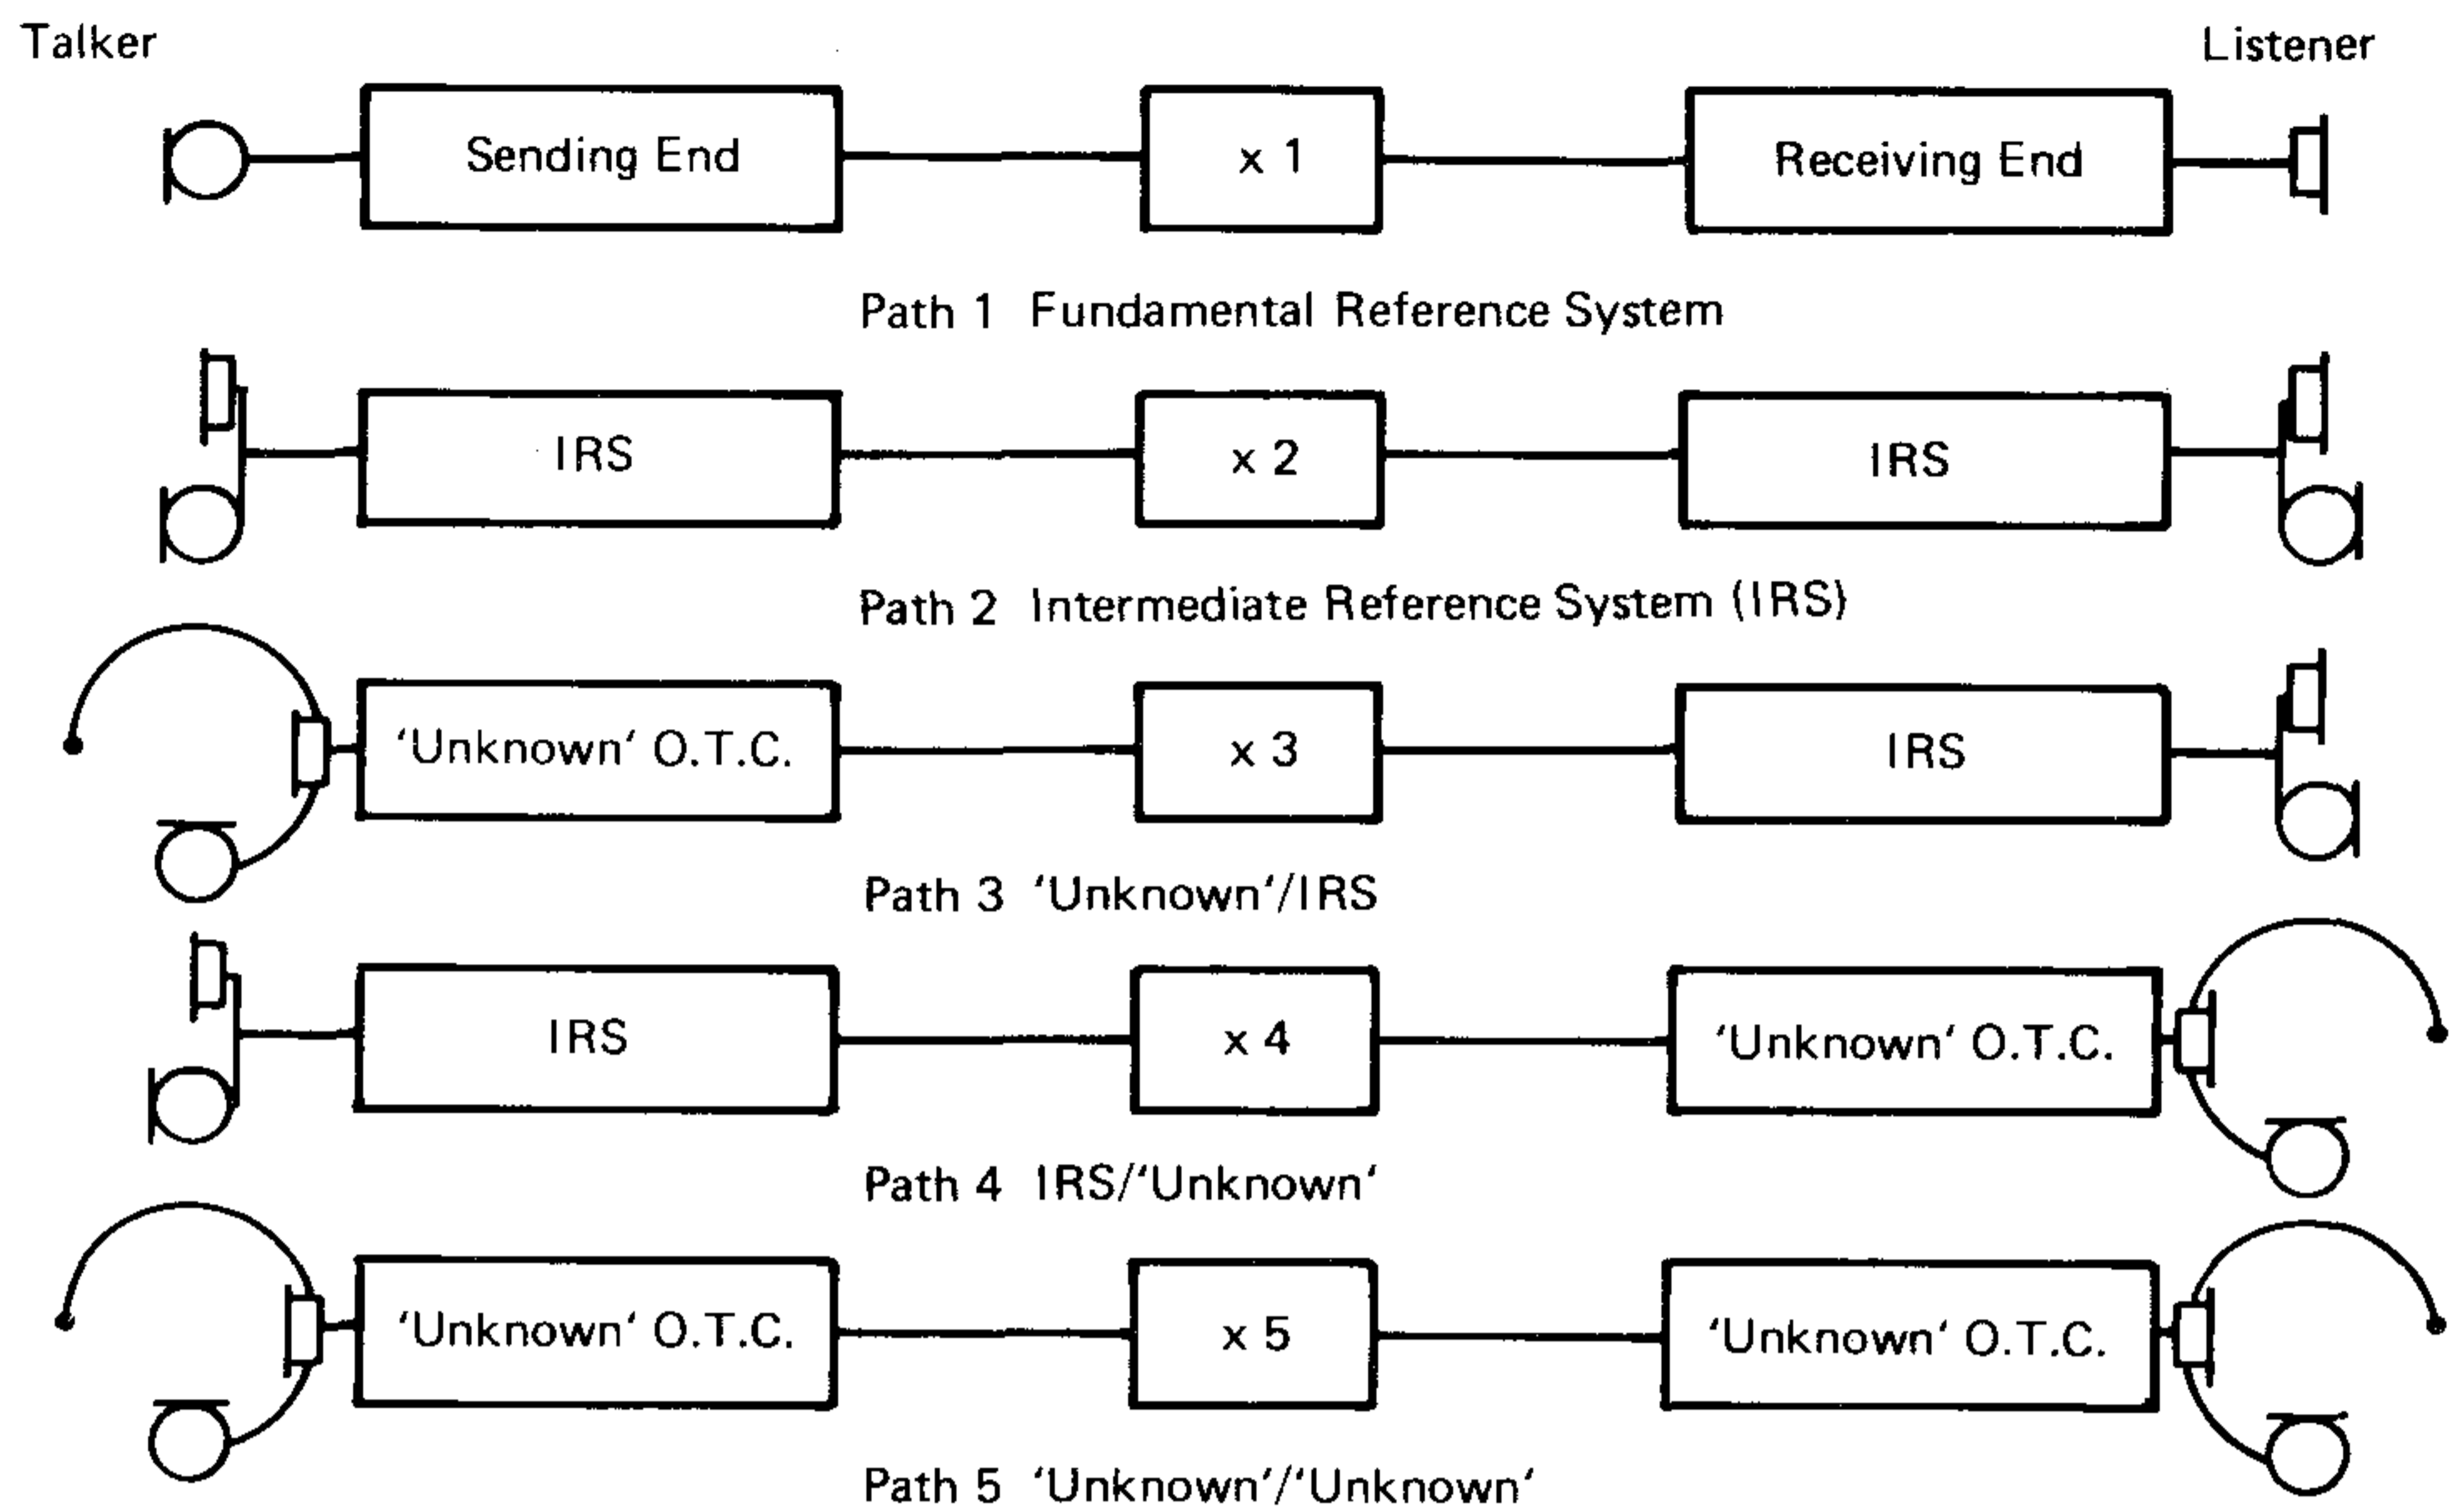 Talker Listener
Sending End x 1 Receiving End
Path 1 Fundamental Reference System
IRS x 2 IRS
Path 2 Intermediate Reference System (IRS)
‘Unknown‘ O.T.C. x 3 IRS
Path 3 ‘Unknown‘/IRS
IRS x 4 ‘Unknown‘ O.T.C.
Path 4 IRS/‘Unknown‘
‘Unknown‘ O.T.C. x 5 ‘Unknown‘ O.T.C.
Path 5 ‘Unknown‘/‘Unknown‘